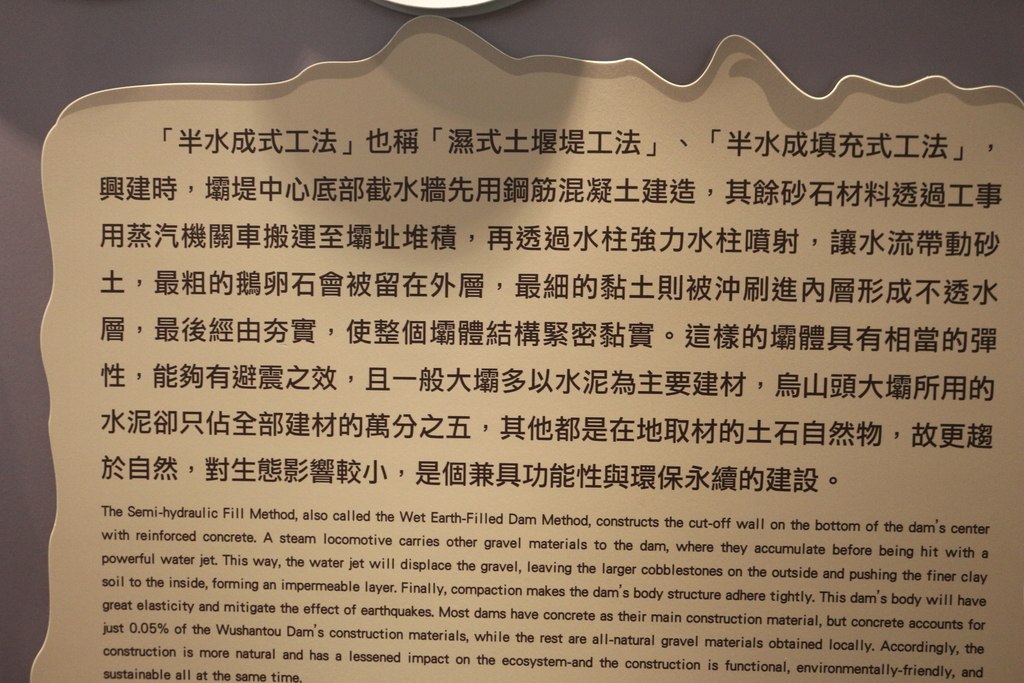 「半水成式工法」也稱「濕式土堰堤工法」、「半水成填充式工法」，
興建時，壩堤中心底部截水牆先用鋼筋混凝土建造，其餘砂石材料透過工事
用蒸汽機關車搬運至壩址堆積，再透過水柱強力水柱噴射，讓水流帶動砂
土，最粗的鵝卵石會被留在外層，最細的黏土則被沖刷進內層形成不透水
層，最後經由夯實，使整個壩體結構緊密黏實。這樣的壩體具有相當的彈
性，能夠有避震之效，且一般大壩多以水泥為主要建材，烏山頭大壩所用的
水泥卻只佔全部建材的萬分之五，其他都是在地取材的土石自然物，故更趨
於自然，對生態影響較小，是個兼具功能性與環保永續的建設。
The Semi-hydraulic Fill Method, also called the Wet Earth-Filled Dam Method, constructs the cut-off wall on the bottom of the dam's center
with reinforced concrete. A steam locomotive carries other gravel materials to the dam, where they accumulate before being hit with a
powerful water jet. This way, the water jet will displace the gravel, leaving the larger cobblestones on the outside and pushing the finer clay
soil to the inside, forming an impermeable layer. Finally, compaction makes the dam's body structure adhere tightly. This dam's body will have
great elasticity and mitigate the effect of earthquakes. Most dams have concrete as their main construction material, but concrete accounts for
just 0.05% of the Wushantou Dam's construction materials, while the rest are all-natural gravel materials obtained locally. Accordingly, the
construction is more natural and has a lessened impact on the ecosystem-and the construction is functional, environmentally-friendly, and
sustainable all at the same time.